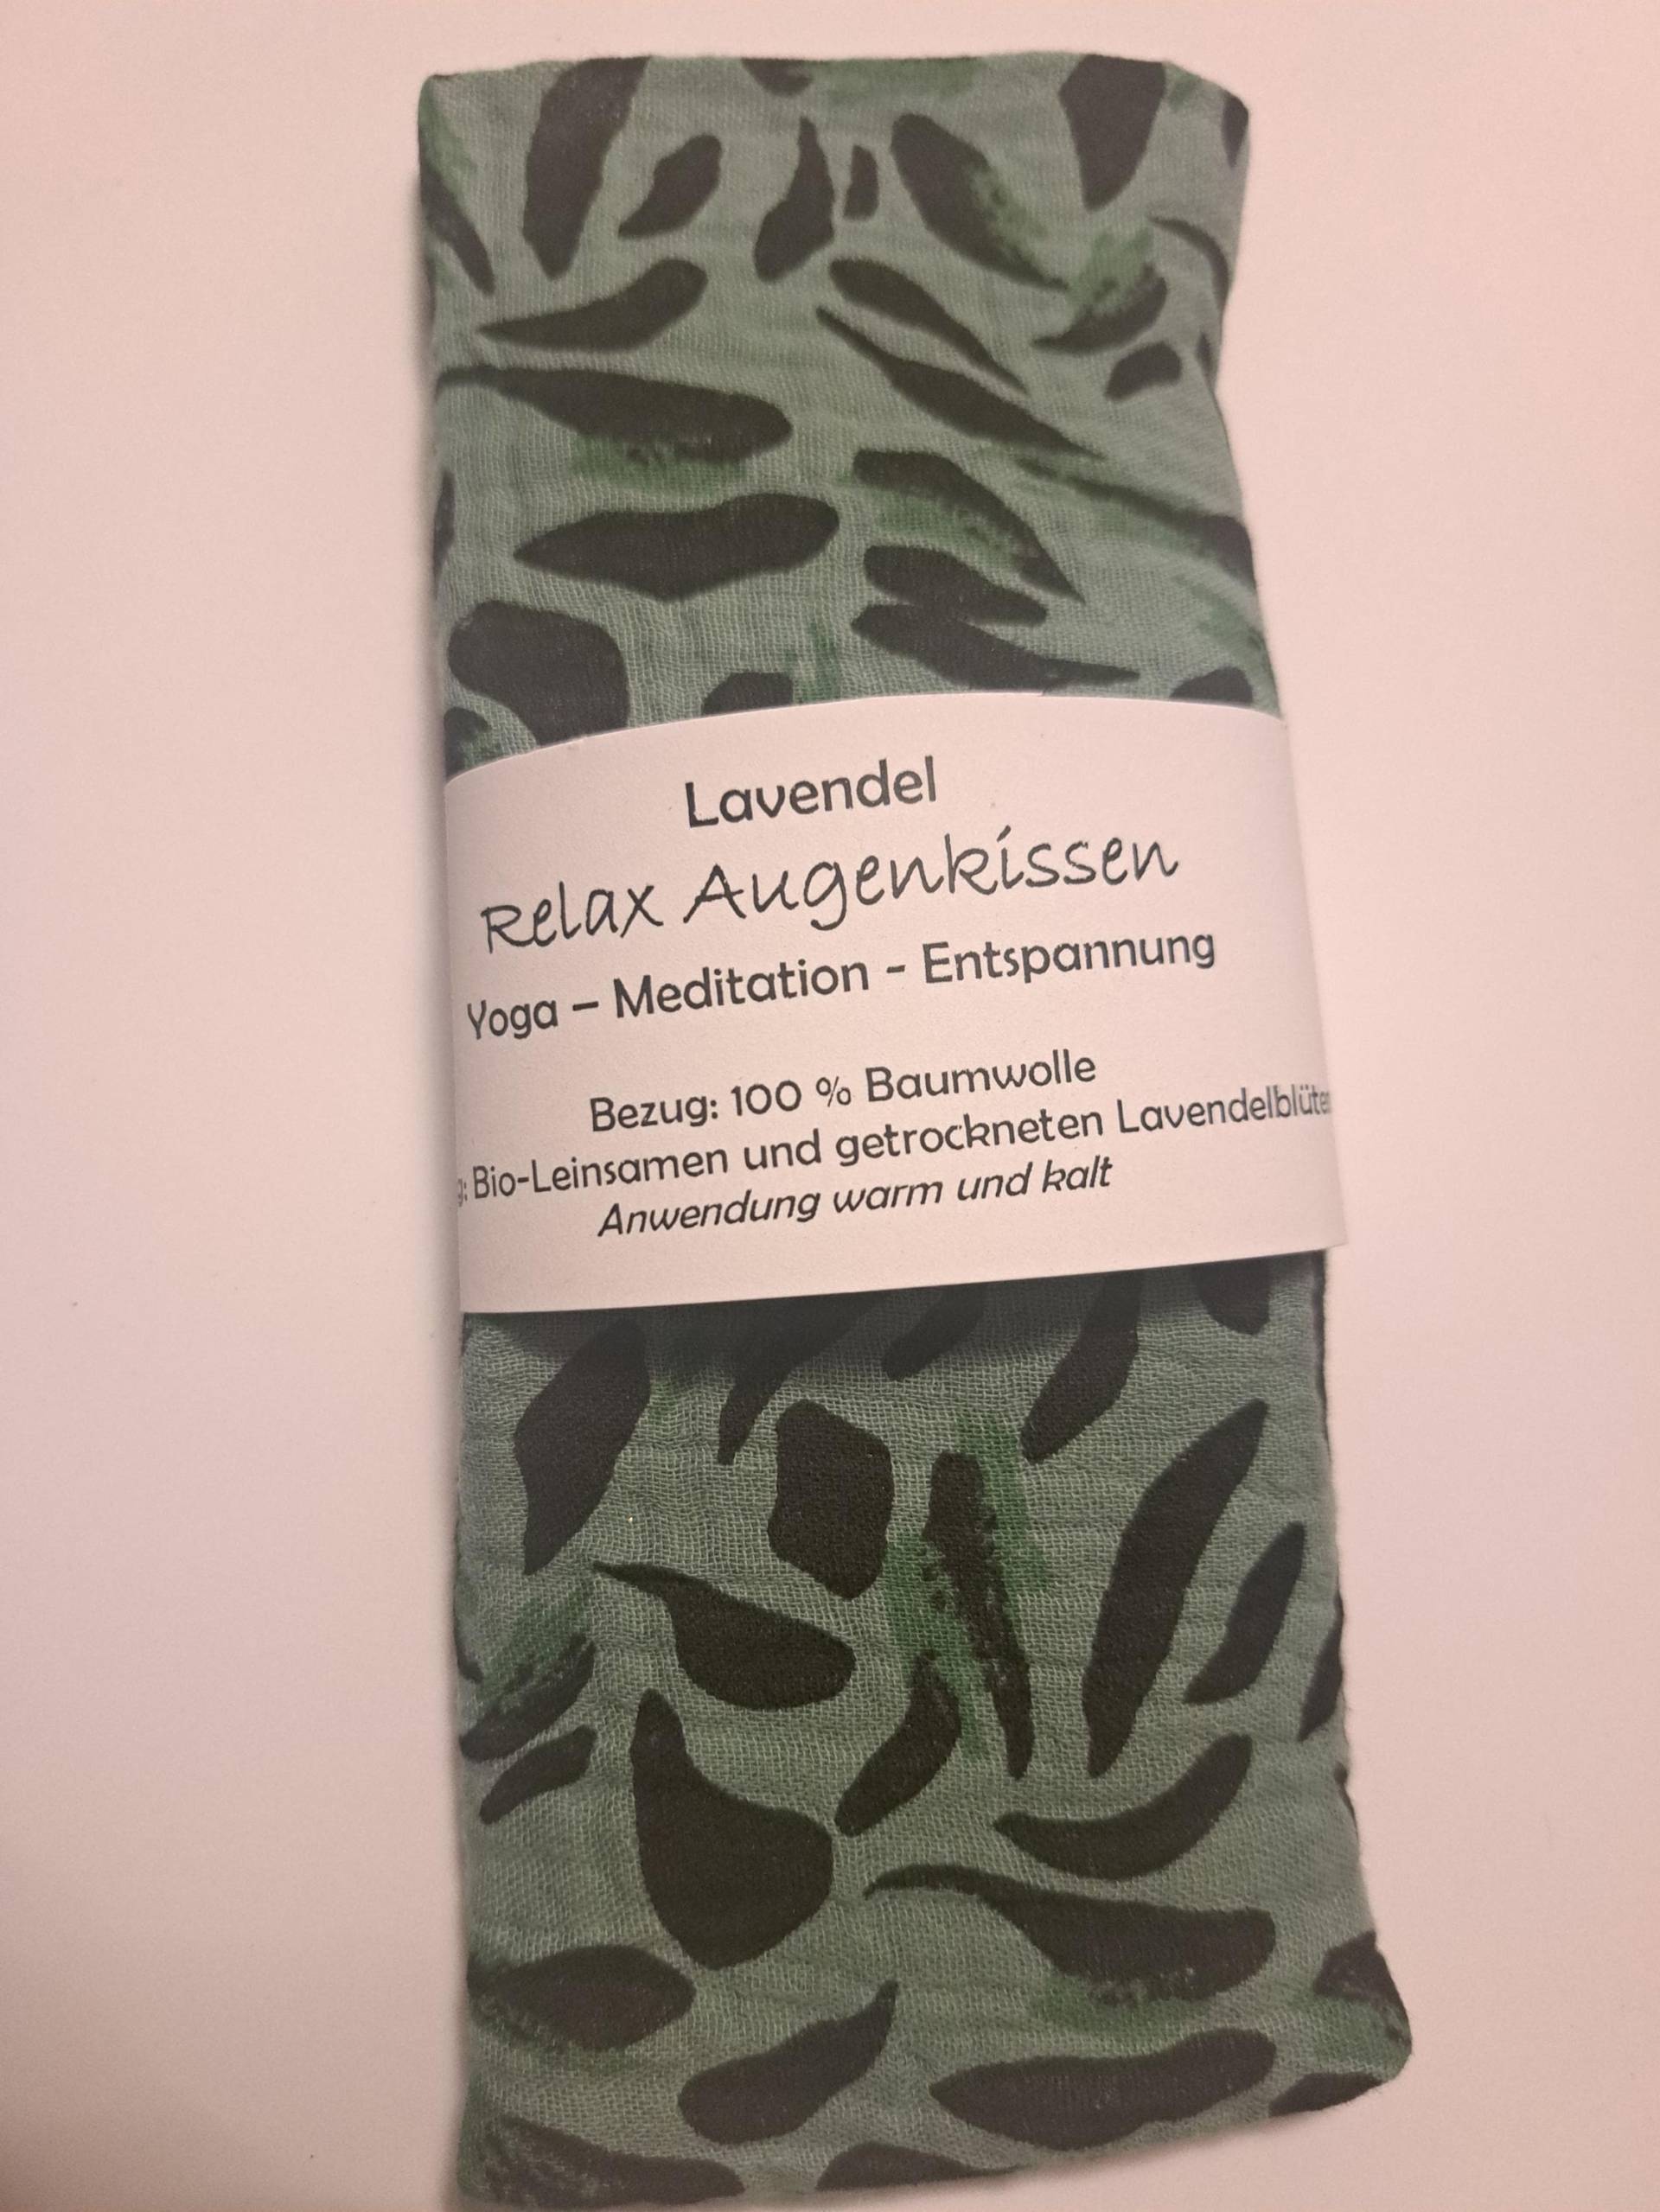 Lavendel
Relax Augenkissen
Yoga – Meditation - Entspannung
Bezug: 100 % Baumwolle
Bio-Leinsamen und getrockneten Lavendelblüten
Anwendung warm und kalt